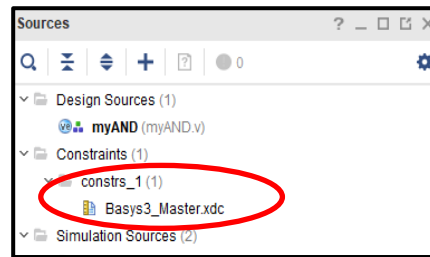 Sources
0
Design Sources (1)
myAND (myAND.v)
Constraints (1)
constrs_1 (1)
Basys3_Master.xdc
Simulation Sources (2)